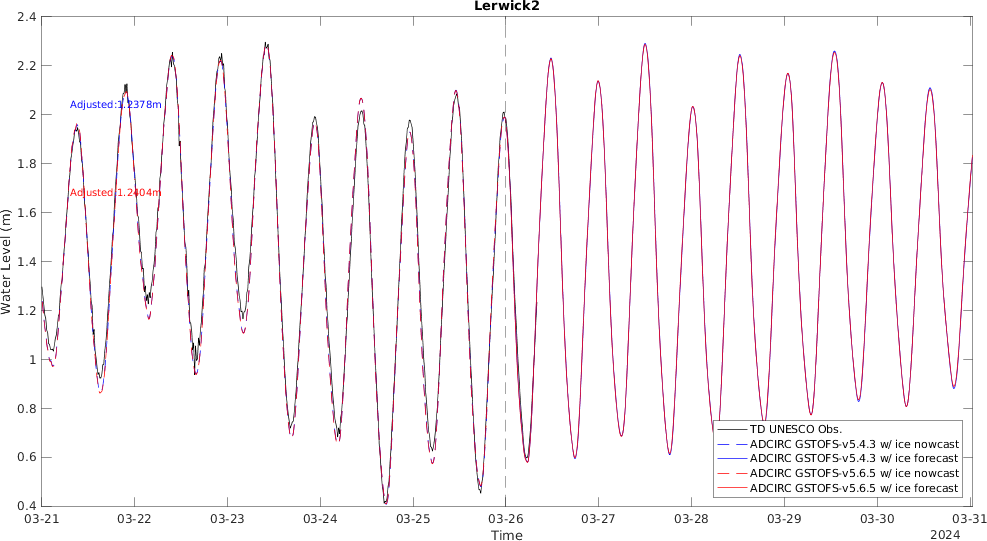 Lerwick2
2.4
2.2
2
1.8
1.6
1.4
1.2
1
0.8
0.6
0.4
Water Level (m)
Adjusted:1.2378m
Adjusted:1.2404m
TD UNESCO Obs.
ADCIRC GSTOFS-v5.4.3 w/ ice nowcast
ADCIRC GSTOFS-v5.4.3 w/ ice forecast
ADCIRC GSTOFS-v5.6.5 w/ ice nowcast
ADCIRC GSTOFS-v5.6.5 w/ ice forecast
03-21 03-22 03-23 03-24 03-25 03-26 03-27 03-28 03-29 03-30 03-31
Time
2024